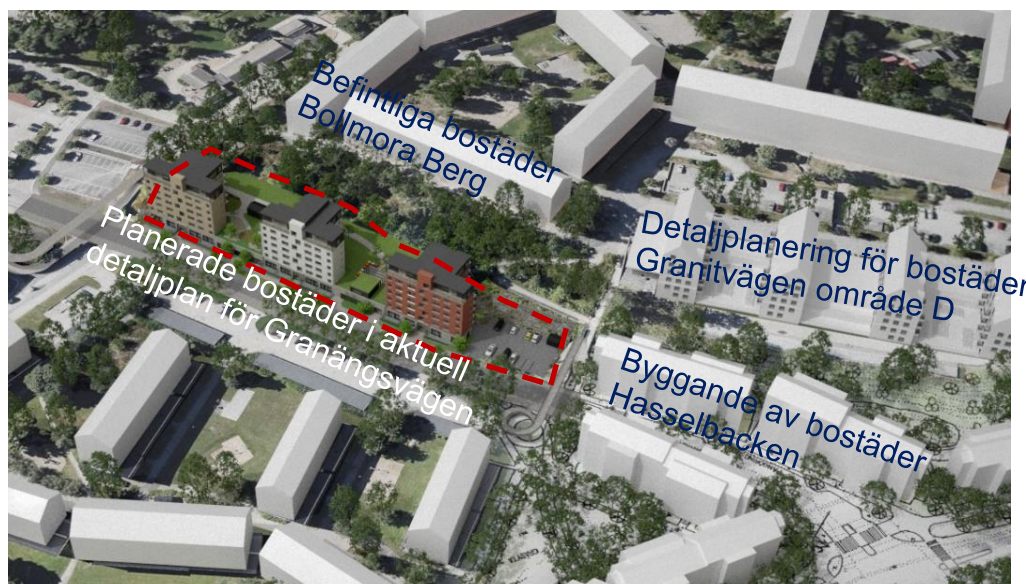 Befintliga bostäder
Bollmora Berg
Planerade bostäder i aktuell
detaljplan för Granängsvägen
Detaljplanering för bostäder
Granitvägen område D
Byggande av bostäder
Hasselbacken